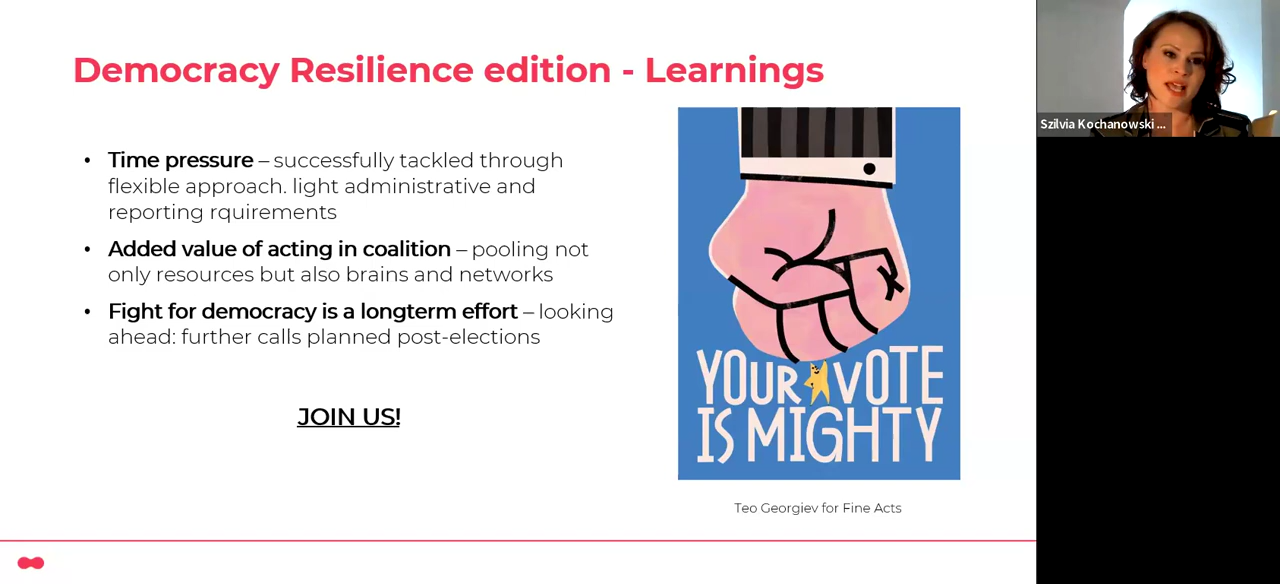 Democracy Resilience edition - Learnings
• Time pressure – successfully tackled through
flexible approach. light administrative and
reporting rquirements
• Added value of acting in coalition – pooling not
only resources but also brains and networks
• Fight for democracy is a longterm effort – looking
ahead: further calls planned post-elections
JOIN US!
YOUR VOTE
IS MIGHTY
Teo Georgiev for Fine Acts
Szilvia Kochanowski ...